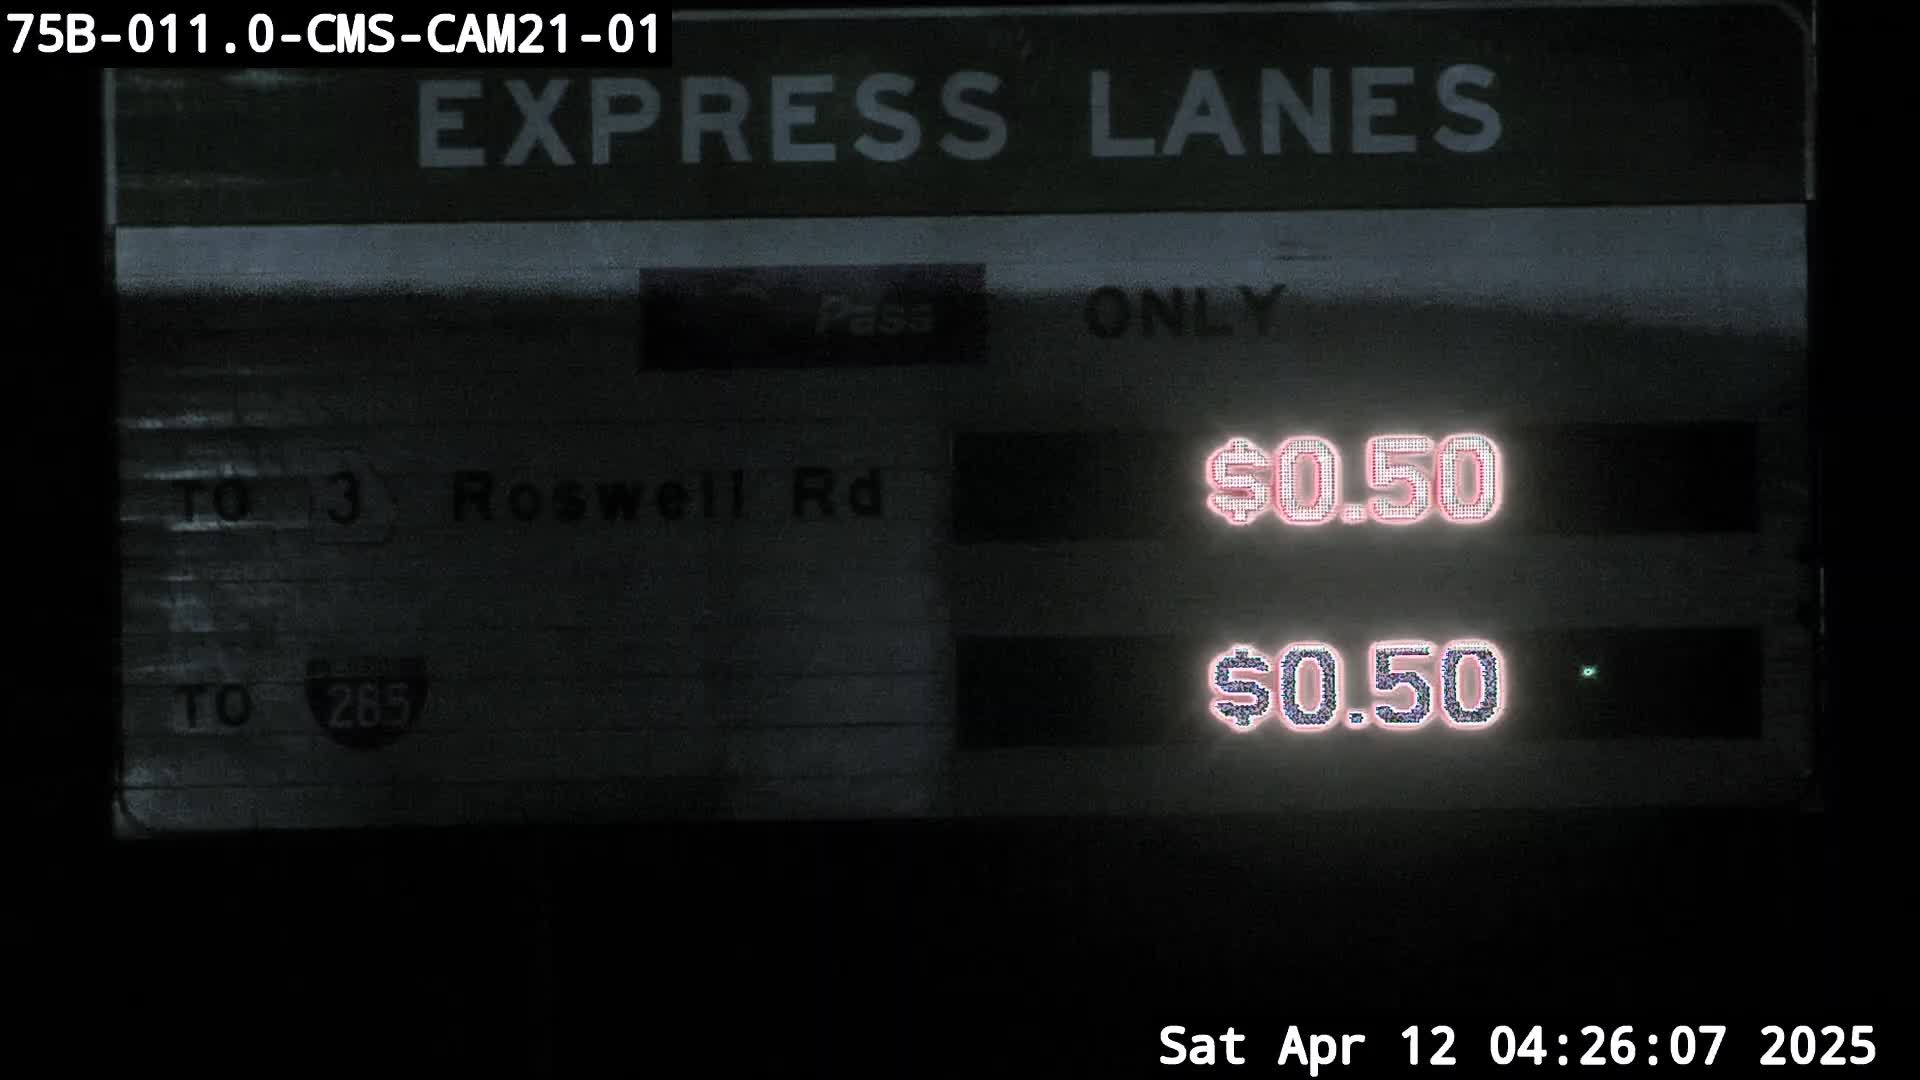 75B-011.0-CMS-CAM21-01
EXPRESS LANES
Pass ONLY
TO 3 Roswell Rd $0.50
TO 285 $0.50
Sat Apr 12 04:26:07 2025